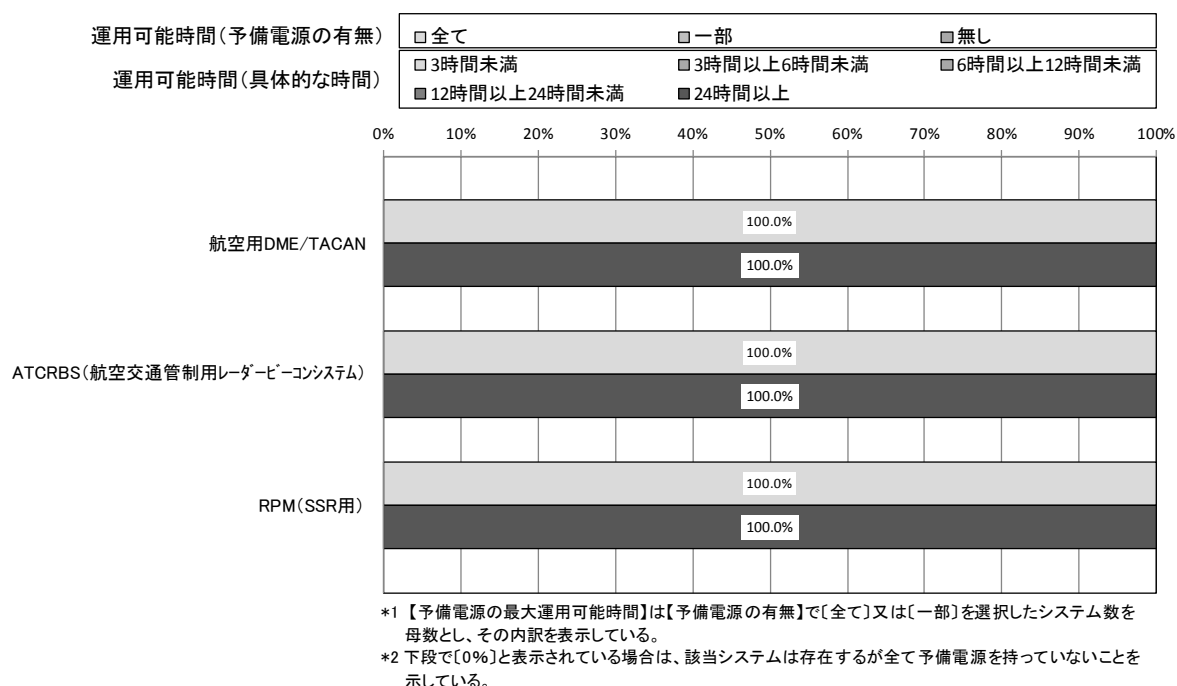 運用可能時間(予備電源の有無) □全て □一部 □無し
運用可能時間(具体的な時間) □3時間未満 □3時間以上6時間未満 □6時間以上12時間満
■12時間以上24時間未満 ■24時間以上
0% 10% 20% 30% 40% 50% 60% 70% 80% 90% 100%
航空用DME/TACAN
100.0%
100.0%
ATCRBS(航空交通管制用ﾚｰﾀﾞｰﾋﾞｰｺﾝｼｽﾃﾑ)
100.0%
100.0%
RPM(SSR用)
100.0%
100.0%
*1 【予備電源の最大運用可能時間】は【予備電源の有無】で〔全て〕又は〔一部〕を選択したシステム数を
母数とし、その内訳を表示している。
*2 下段で〔0%〕と表示されている場合は、該当システムは存在するが全て予備電源を持っていないことを
示している。